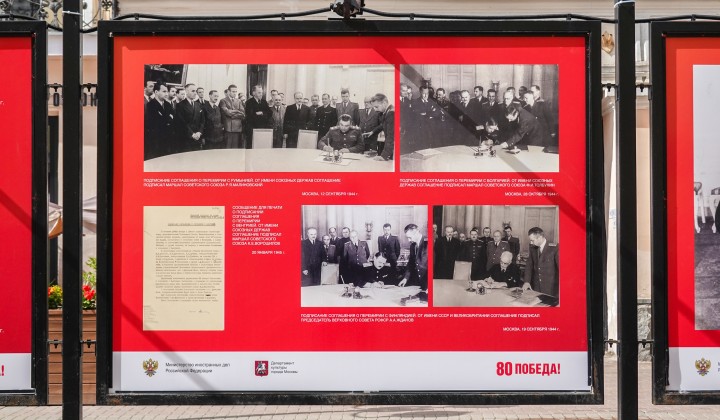 ПОДПИСАНИЕ СОГЛАШЕНИЯ О ПЕРЕМИРИИ С РУМЫНИЕЙ. ОТ ИМЕНИ СОЮЗНЫХ ДЕРЖАВ СОГЛАШЕНИЕ
ПОДПИСАЛ МАРШАЛ СОВЕТСКОГО СОЮЗА Р.Я.МАЛИНОВСКИЙ
МОСКВА, 12 СЕНТЯБРЯ 1944 г.
ПОДПИСАНИЕ СОГЛАШЕНИЯ О ПЕРЕМИРИИ С БОЛГАРИЕЙ. ОТ ИМЕНИ СОЮЗНЫХ
ДЕРЖАВ СОГЛАШЕНИЕ ПОДПИСАЛ МАРШАЛ СОВЕТСКОГО СОЮЗА Ф.И.ТОЛБУХИН
МОСКВА, 28 ОКТЯБРЯ 1944 г.
СООБЩЕНИЕ ДЛЯ ПЕЧАТИ
О ПОДПИСАНИИ
СОГЛАШЕНИЯ
О ПЕРЕМИРИИ
С ВЕНГРИЕЙ. ОТ ИМЕНИ
СОЮЗНЫХ ДЕРЖАВ
СОГЛАШЕНИЕ ПОДПИСАЛ
МАРШАЛ СОВЕТСКОГО
СОЮЗА К.Е.ВОРОШИЛОВ
20 ЯНВАРЯ 1945 г.
ПОДПИСАНИЕ СОГЛАШЕНИЯ О ПЕРЕМИРИИ С ФИНЛЯНДИЕЙ. ОТ ИМЕНИ СССР И ВЕЛИКОБРИТАНИИ СОГЛАШЕНИЕ ПОДПИСАЛ
ПРЕДСЕДАТЕЛЬ ВЕРХОВНОГО СОВЕТА РСФСР А.А.ЖДАНОВ
МОСКВА, 19 СЕНТЯБРЯ 1944 г.
Министерство иностранных дел
Российской Федерации
Департамент
культуры
города Москвы
80 ПОБЕДА!